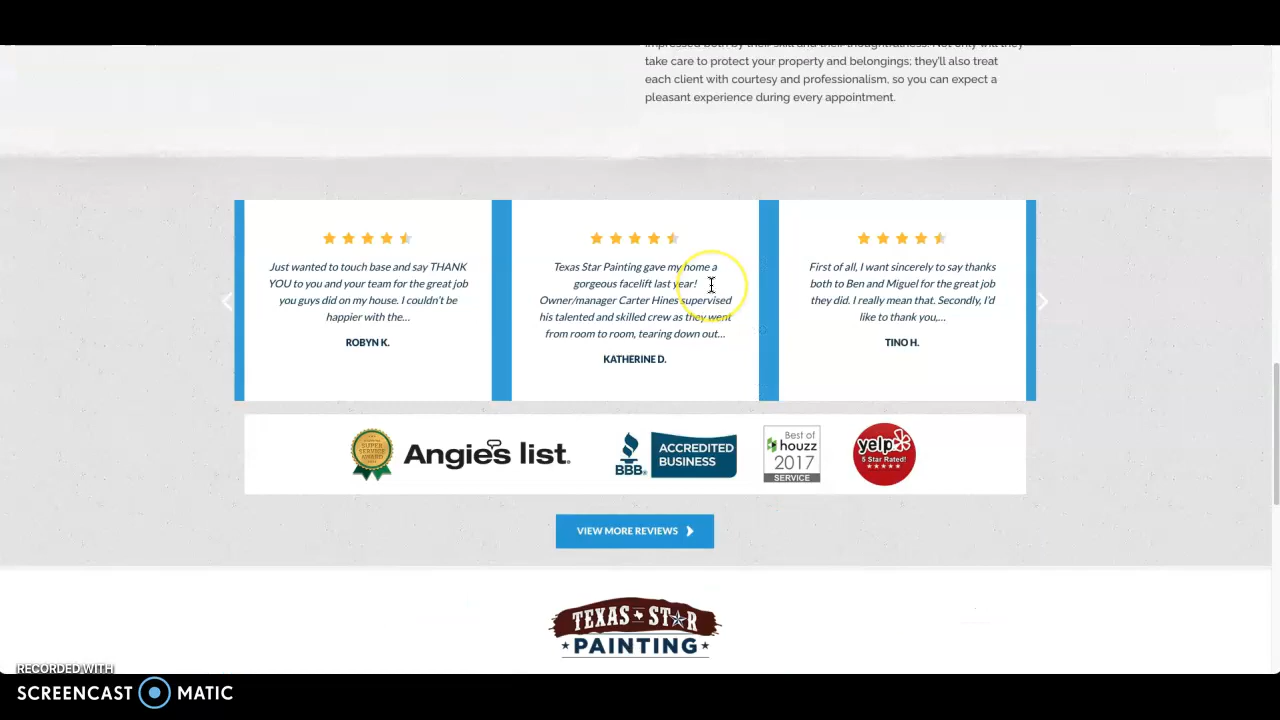 impressed both by their skill and their thoughtfulness. Not only will they
take care to protect your property and belongings; they'll also treat
each client with courtesy and professionalism, so you can expect a
pleasant experience during every appointment.
Just wanted to touch base and say THANK
YOU to you and your team for the great job
you guys did on my house. I couldn't be
happier with the...
ROBYN K.
Texas Star Painting gave my home a
gorgeous facelift last year!
Owner/manager Carter Hines supervised
his talented and skilled crew as they went
from room to room, tearing down out...
KATHERINE D.
First of all, I want sincerely to say thanks
both to Ben and Miguel for the great job
they did. I really mean that. Secondly, I'd
like to thank you,...
TINO H.
SUPER
SERVICE
AWARD
Angie's list.
BBB.
ACCREDITED
BUSINESS
Best of
houzz
2017
SERVICE
yelp
5 Star Rated!
VIEW MORE REVIEWS
TEXAS STAR
PAINTING
RECORDED WITH
SCREENCAST MATIC